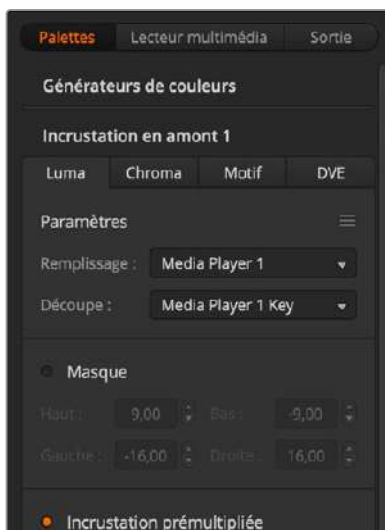 Palettes Lecteur multimédia Sortie
Générateurs de couleurs
Incrustation en amont 1
Luma Chroma Motif DVE
Paramètres
Remplissage : Media Player 1
Découpe : Media Player 1 Key
Masque
Haut : 9,00 Bas : -9,00
Gauche : -16,00 Droite : 16,00
Incrustation prémultipliée